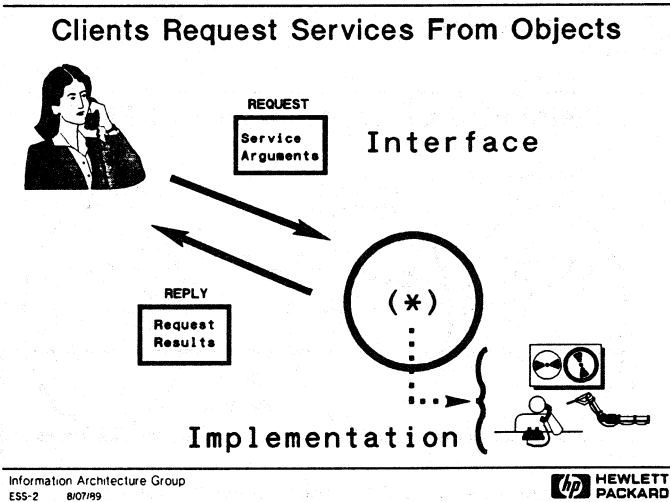 Clients Request Services From Objects
REQUEST
Service
Arguments
Interface
(*)
REPLY
Request
Results
Implementation
Information Architecture Group
ESS-2 8/07/89
hp HEWLETT
PACKARD